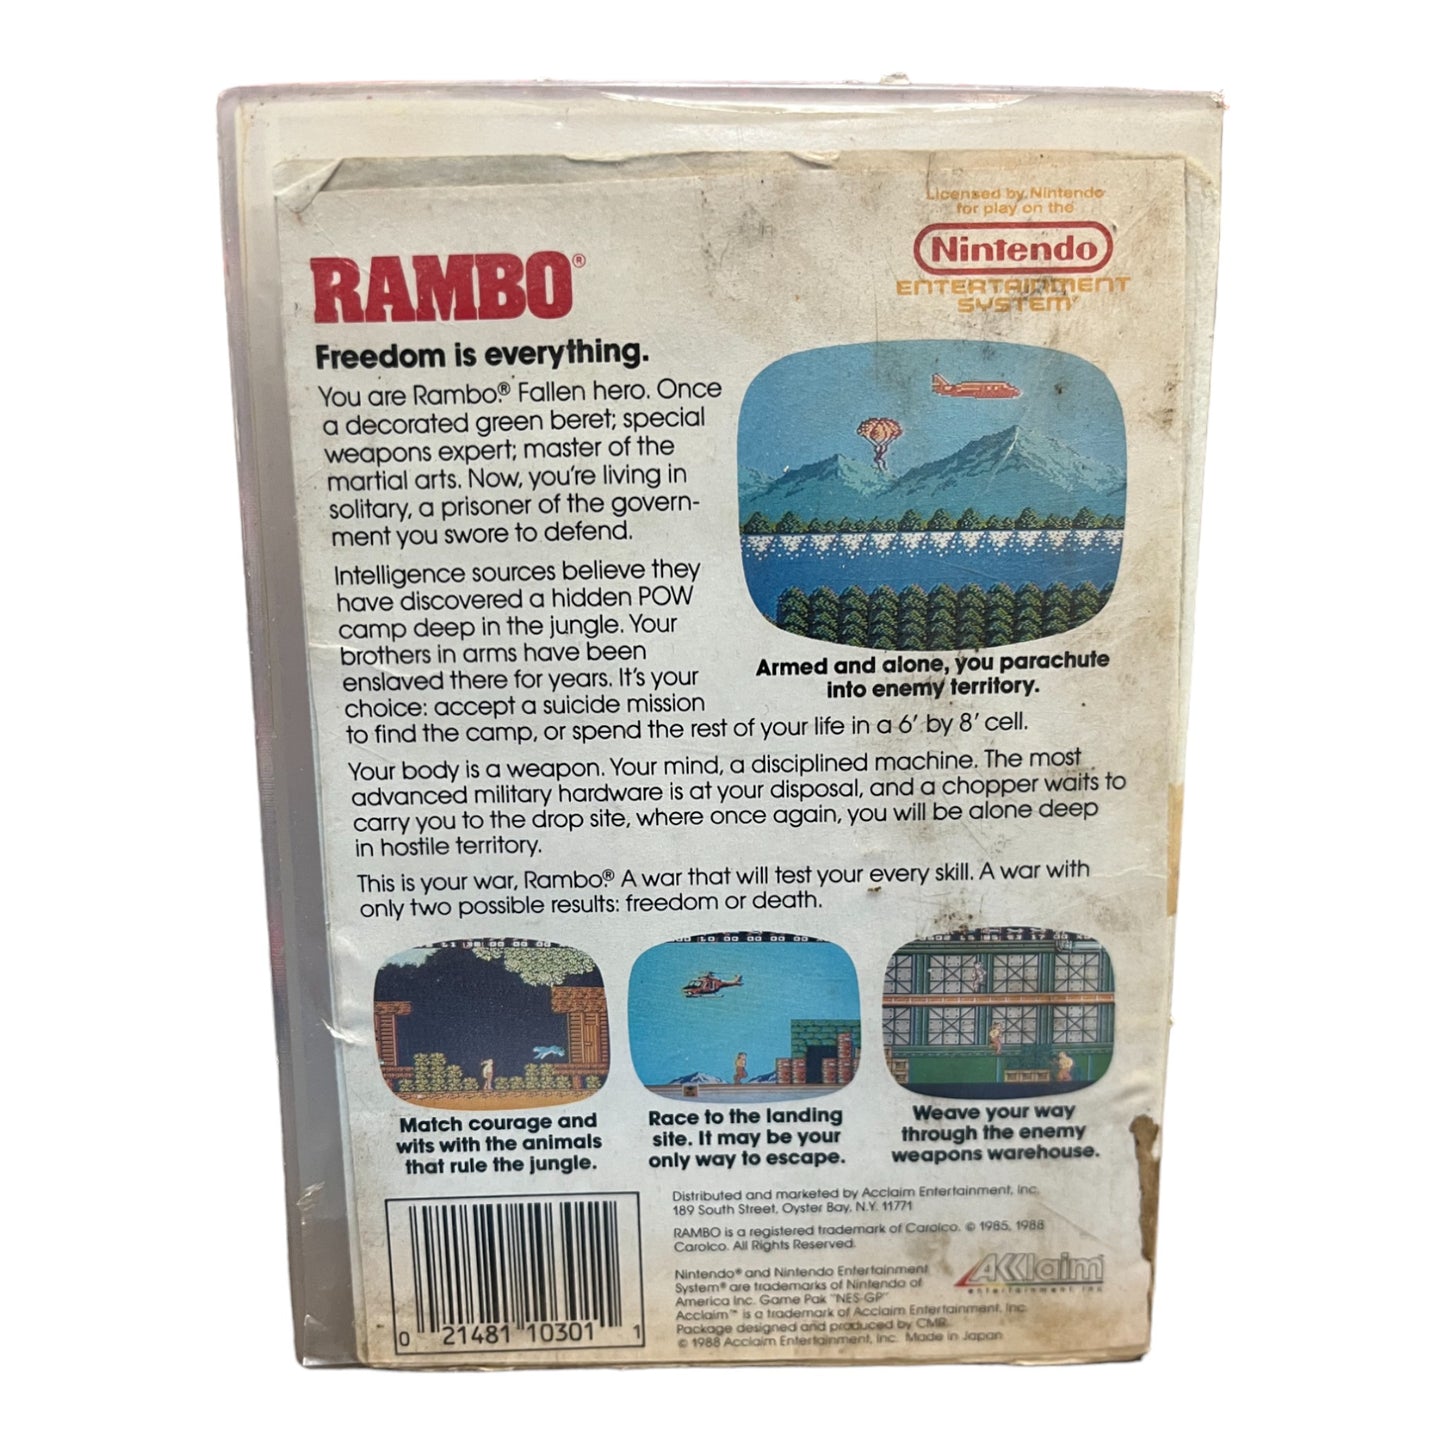 Licensed by Nintendo
for play on the
Nintendo
ENTERTAINMENT
SYSTEM
RAMBO®
Freedom is everything.
You are Rambo.® Fallen hero. Once
a decorated green beret; special
weapons expert; master of the
martial arts. Now, you're living in
solitary, a prisoner of the govern-
ment you swore to defend.
Intelligence sources believe they
have discovered a hidden POW
camp deep in the jungle. Your
brothers in arms have been
enslaved there for years. It's your
choice: accept a suicide mission
to find the camp, or spend the rest of your life in a 6' by 8' cell.
Armed and alone, you parachute
into enemy territory.
Your body is a weapon. Your mind, a disciplined machine. The most
advanced military hardware is at your disposal, and a chopper waits to
carry you to the drop site, where once again, you will be alone deep
in hostile territory.
This is your war, Rambo.® A war that will test your every skill. A war with
only two possible results: freedom or death.
Match courage and
wits with the animals
that rule the jungle.
Race to the landing
site. It may be your
only way to escape.
Weave your way
through the enemy
weapons warehouse.
0 21481 10301 1
Distributed and marketed by Acclaim Entertainment, Inc.
189 South Street, Oyster Bay, N.Y. 11771
RAMBO is a registered trademark of Carolco. © 1985, 1988
Carolco. All Rights Reserved.
Nintendo® and Nintendo Entertainment
System® are trademarks of Nintendo of
America Inc. Game Pak "NES-GP"
Acclaim™ is a trademark of Acclaim Entertainment, Inc.
Package designed and produced by CMR.
© 1988 Acclaim Entertainment, Inc. Made in Japan
Acclaim
entertainment inc.